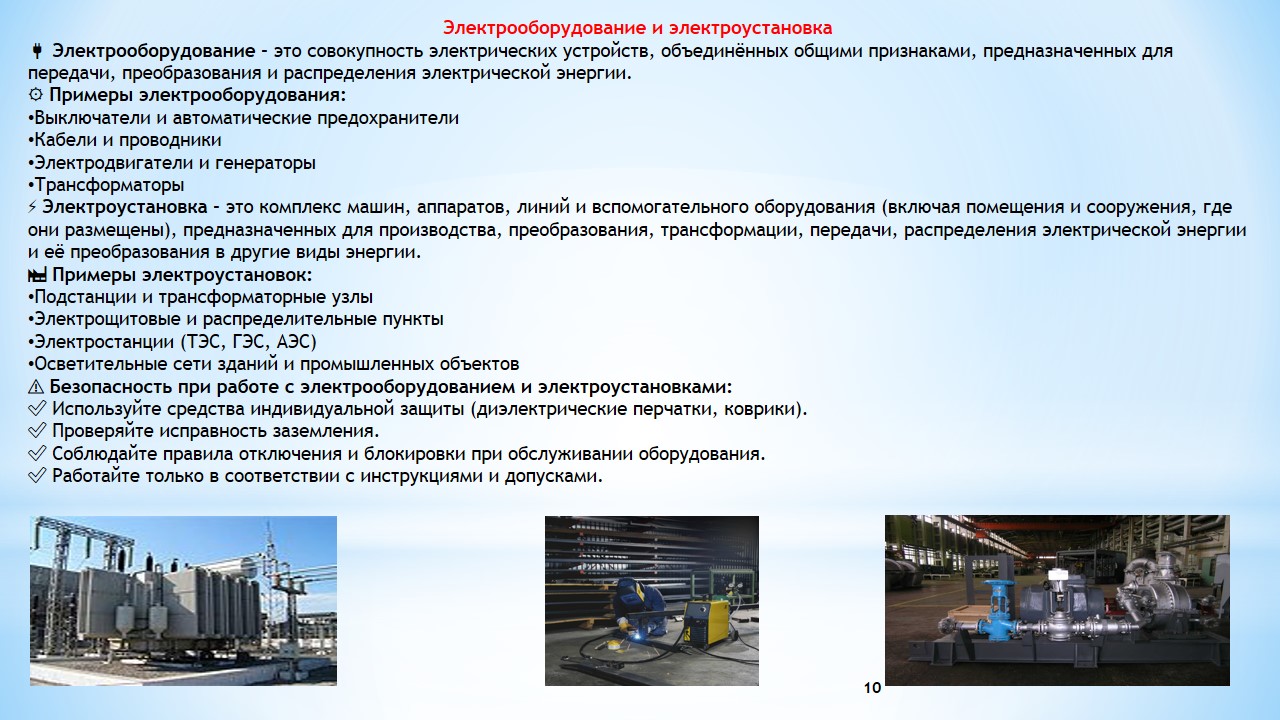 Электрооборудование и электроустановка
🔌 Электрооборудование – это совокупность электрических устройств, объединённых общими признаками, предназначенных для
передачи, преобразования и распределения электрической энергии.
⚙ Примеры электрооборудования:
•Выключатели и автоматические предохранители
•Кабели и проводники
•Электродвигатели и генераторы
•Трансформаторы
⚡ Электроустановка – это комплекс машин, аппаратов, линий и вспомогательного оборудования (включая помещения и сооружения, где
они размещены), предназначенных для производства, преобразования, трансформации, передачи, распределения электрической энергии
и её преобразования в другие виды энергии.
🏭 Примеры электроустановок:
•Подстанции и трансформаторные узлы
•Электрощитовые и распределительные пункты
•Электростанции (ТЭС, ГЭС, АЭС)
•Осветительные сети зданий и промышленных объектов
⚠ Безопасность при работе с электрооборудованием и электроустановками:
✅ Используйте средства индивидуальной защиты (диэлектрические перчатки, коврики).
✅ Проверяйте исправность заземления.
✅ Соблюдайте правила отключения и блокировки при обслуживании оборудования.
✅ Работайте только в соответствии с инструкциями и допусками.
10